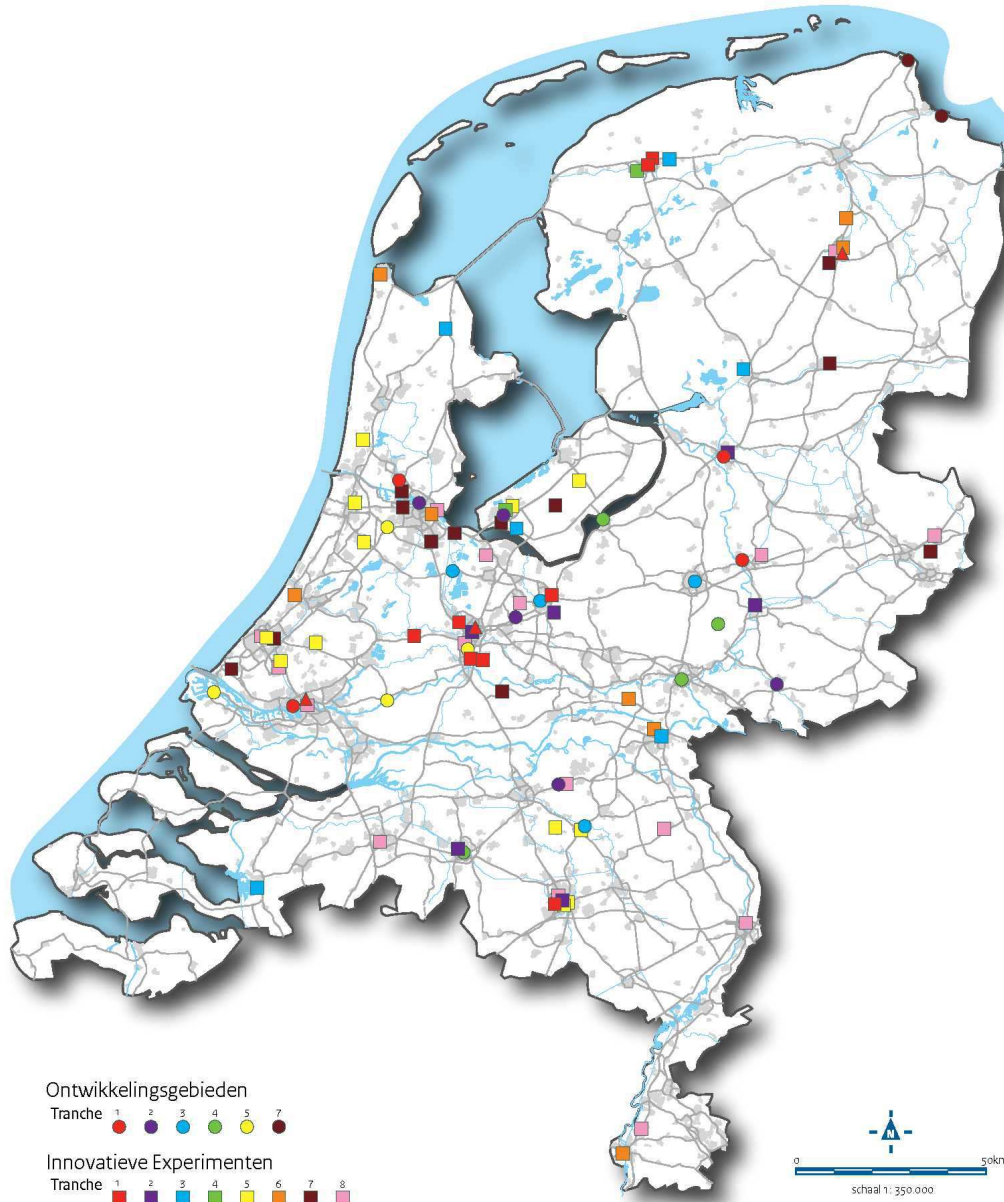 Ontwikkelingsgebieden
Tranche 1 2 3 4 5 7
Innovatieve Experimenten
Tranche 1 2 3 4 5 6 7 8
N
0 50km
schaal 1: 350.000